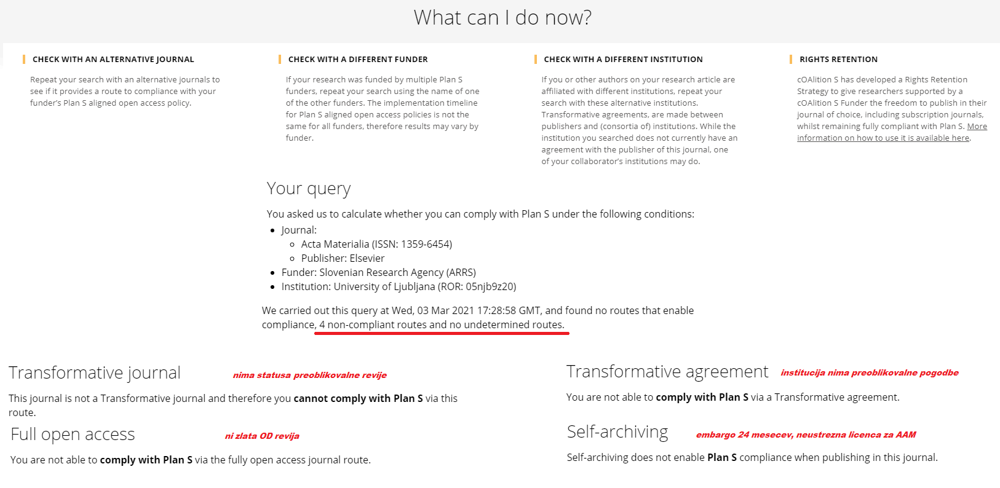 What can I do now?
CHECK WITH AN ALTERNATIVE JOURNAL
Repeat your search with an alternative journals to
see if it provides a route to compliance with your
funder’s Plan S aligned open access policy.
CHECK WITH A DIFFERENT FUNDER
If your research was funded by multiple Plan S
funders, repeat your search using the name of one
of the other funders. The implementation timeline
for Plan S aligned open access policies is not the
same for all funders, therefore results may vary by
funder.
CHECK WITH A DIFFERENT INSTITUTION
If you or other authors on your research article are
affiliated with different institutions, repeat your
search with these alternative institutions.
Transformative agreements, are made between
publishers and (consortia of) institutions. While the
institution you searched does not currently have an
agreement with the publisher of this journal, one
of your collaborator’s institutions may do.
RIGHTS RETENTION
cOAlition S has developed a Rights Retention
Strategy to give researchers supported by a
cOAlition S Funder the freedom to publish in their
journal of choice, including subscription journals,
whilst remaining fully compliant with Plan S. More
information on how to use it is available here.
Your query
You asked us to calculate whether you can comply with Plan S under the following conditions:
• Journal:
◦ Acta Materialia (ISSN: 1359-6454)
◦ Publisher: Elsevier
• Funder: Slovenian Research Agency (ARRS)
• Institution: University of Ljubljana (ROR: 05njb9z20)
We carried out this query at Wed, 03 Mar 2021 17:28:58 GMT, and found no routes that enable
compliance, 4 non-compliant routes and no undetermined routes.
Transformative journal nima statusa preoblikovalne revije
This journal is not a Transformative journal and therefore you cannot comply with Plan S via this
route.
Full open access ni zlata OD revija
You are not able to comply with Plan S via the fully open access journal route.
Transformative agreement institucija nima preoblikovalne pogodbe
You are not able to comply with Plan S via a Transformative agreement.
Self-archiving embargo 24 mesecev, neustrezna licenca za AAM
Self-archiving does not enable Plan S compliance when publishing in this journal.